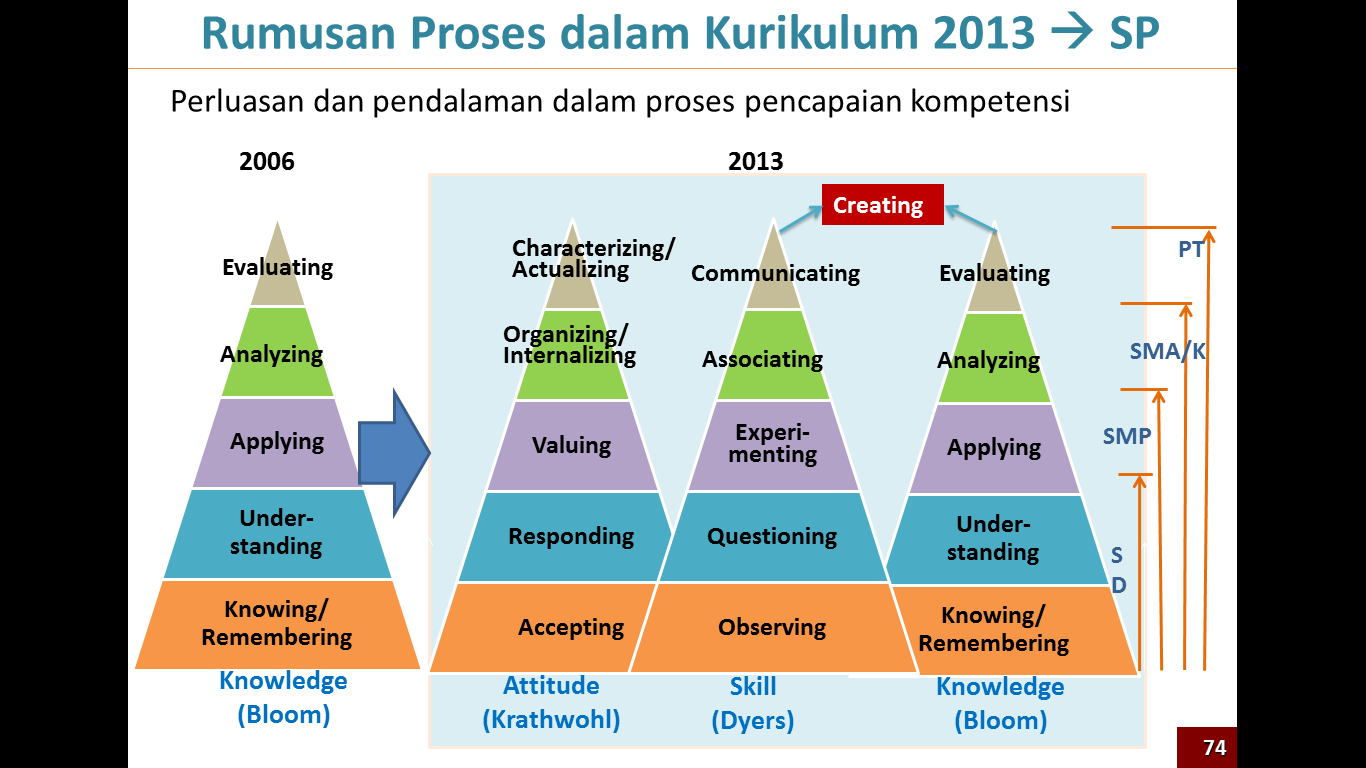 Rumusan Proses dalam Kurikulum 2013 → SP
Perluasan dan pendalaman dalam proses pencapaian kompetensi
2006
Evaluating
Analyzing
Applying
Under-
standing
Knowing/
Remembering
Knowledge
(Bloom)
2013
Creating
Characterizing/
Actualizing
Organizing/
Internalizing
Valuing
Responding
Accepting
Attitude
(Krathwohl)
Communicating
Associating
Experi-
menting
Questioning
Observing
Skill
(Dyers)
Evaluating
Analyzing
Applying
Under-
standing
Knowing/
Remembering
Knowledge
(Bloom)
PT
SMA/K
SMP
S
D
74